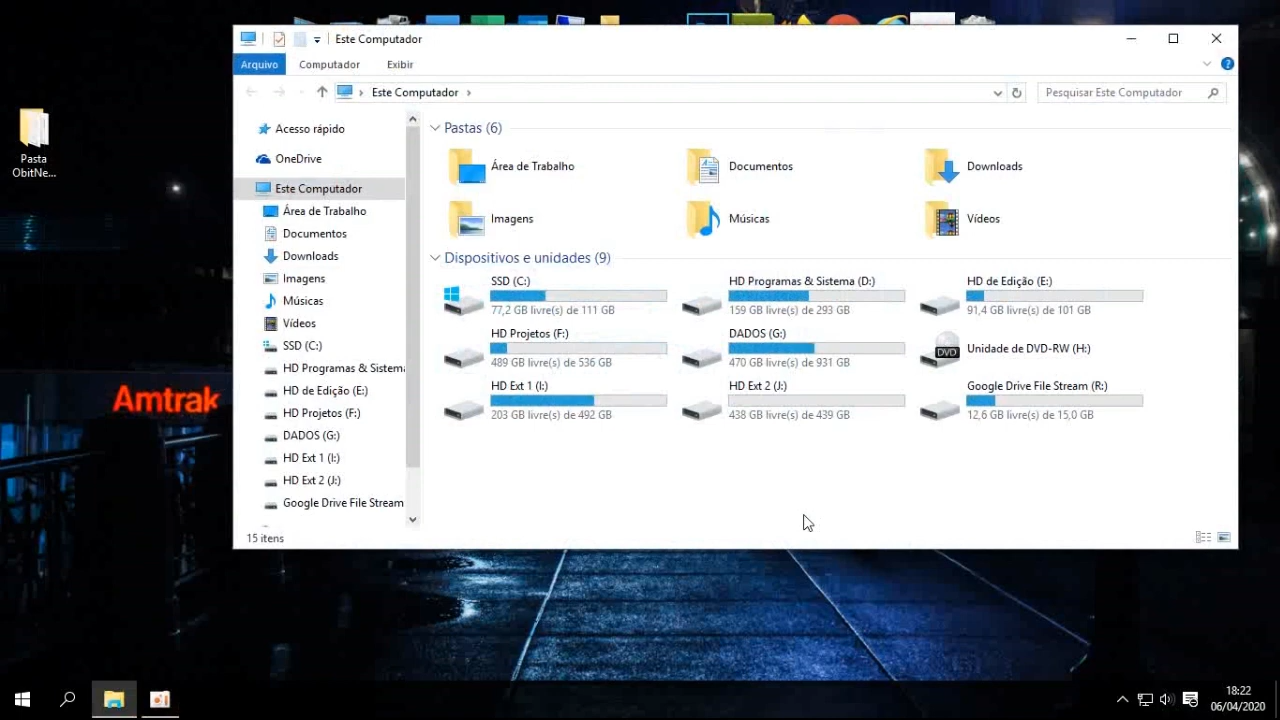 Este Computador
Arquivo Computador Exibir
Este Computador
Pesquisar Este Computador
Pasta
ObitNe...
Acesso rápido
OneDrive
Este Computador
Área de Trabalho
Documentos
Downloads
Imagens
Músicas
Vídeos
SSD (C:)
HD Programas & Sistema
HD de Edição (E:)
HD Projetos (F:)
DADOS (G:)
HD Ext 1 (I:)
HD Ext 2 (J:)
Google Drive File Stream
Pastas (6)
Área de Trabalho Documentos Downloads
Imagens Músicas Vídeos
Dispositivos e unidades (9)
SSD (C:) HD Programas & Sistema (D:) HD de Edição (E:)
77,2 GB livre(s) de 111 GB 159 GB livre(s) de 293 GB 91,4 GB livre(s) de 101 GB
HD Projetos (F:) DADOS (G:)
DVD Unidade de DVD-RW (H:)
489 GB livre(s) de 536 GB 470 GB livre(s) de 931 GB
HD Ext 1 (I:) HD Ext 2 (J:) Google Drive File Stream (R:)
203 GB livre(s) de 492 GB 438 GB livre(s) de 439 GB 12,6 GB livre(s) de 15,0 GB
15 itens
Amtrak
18:22
06/04/2020